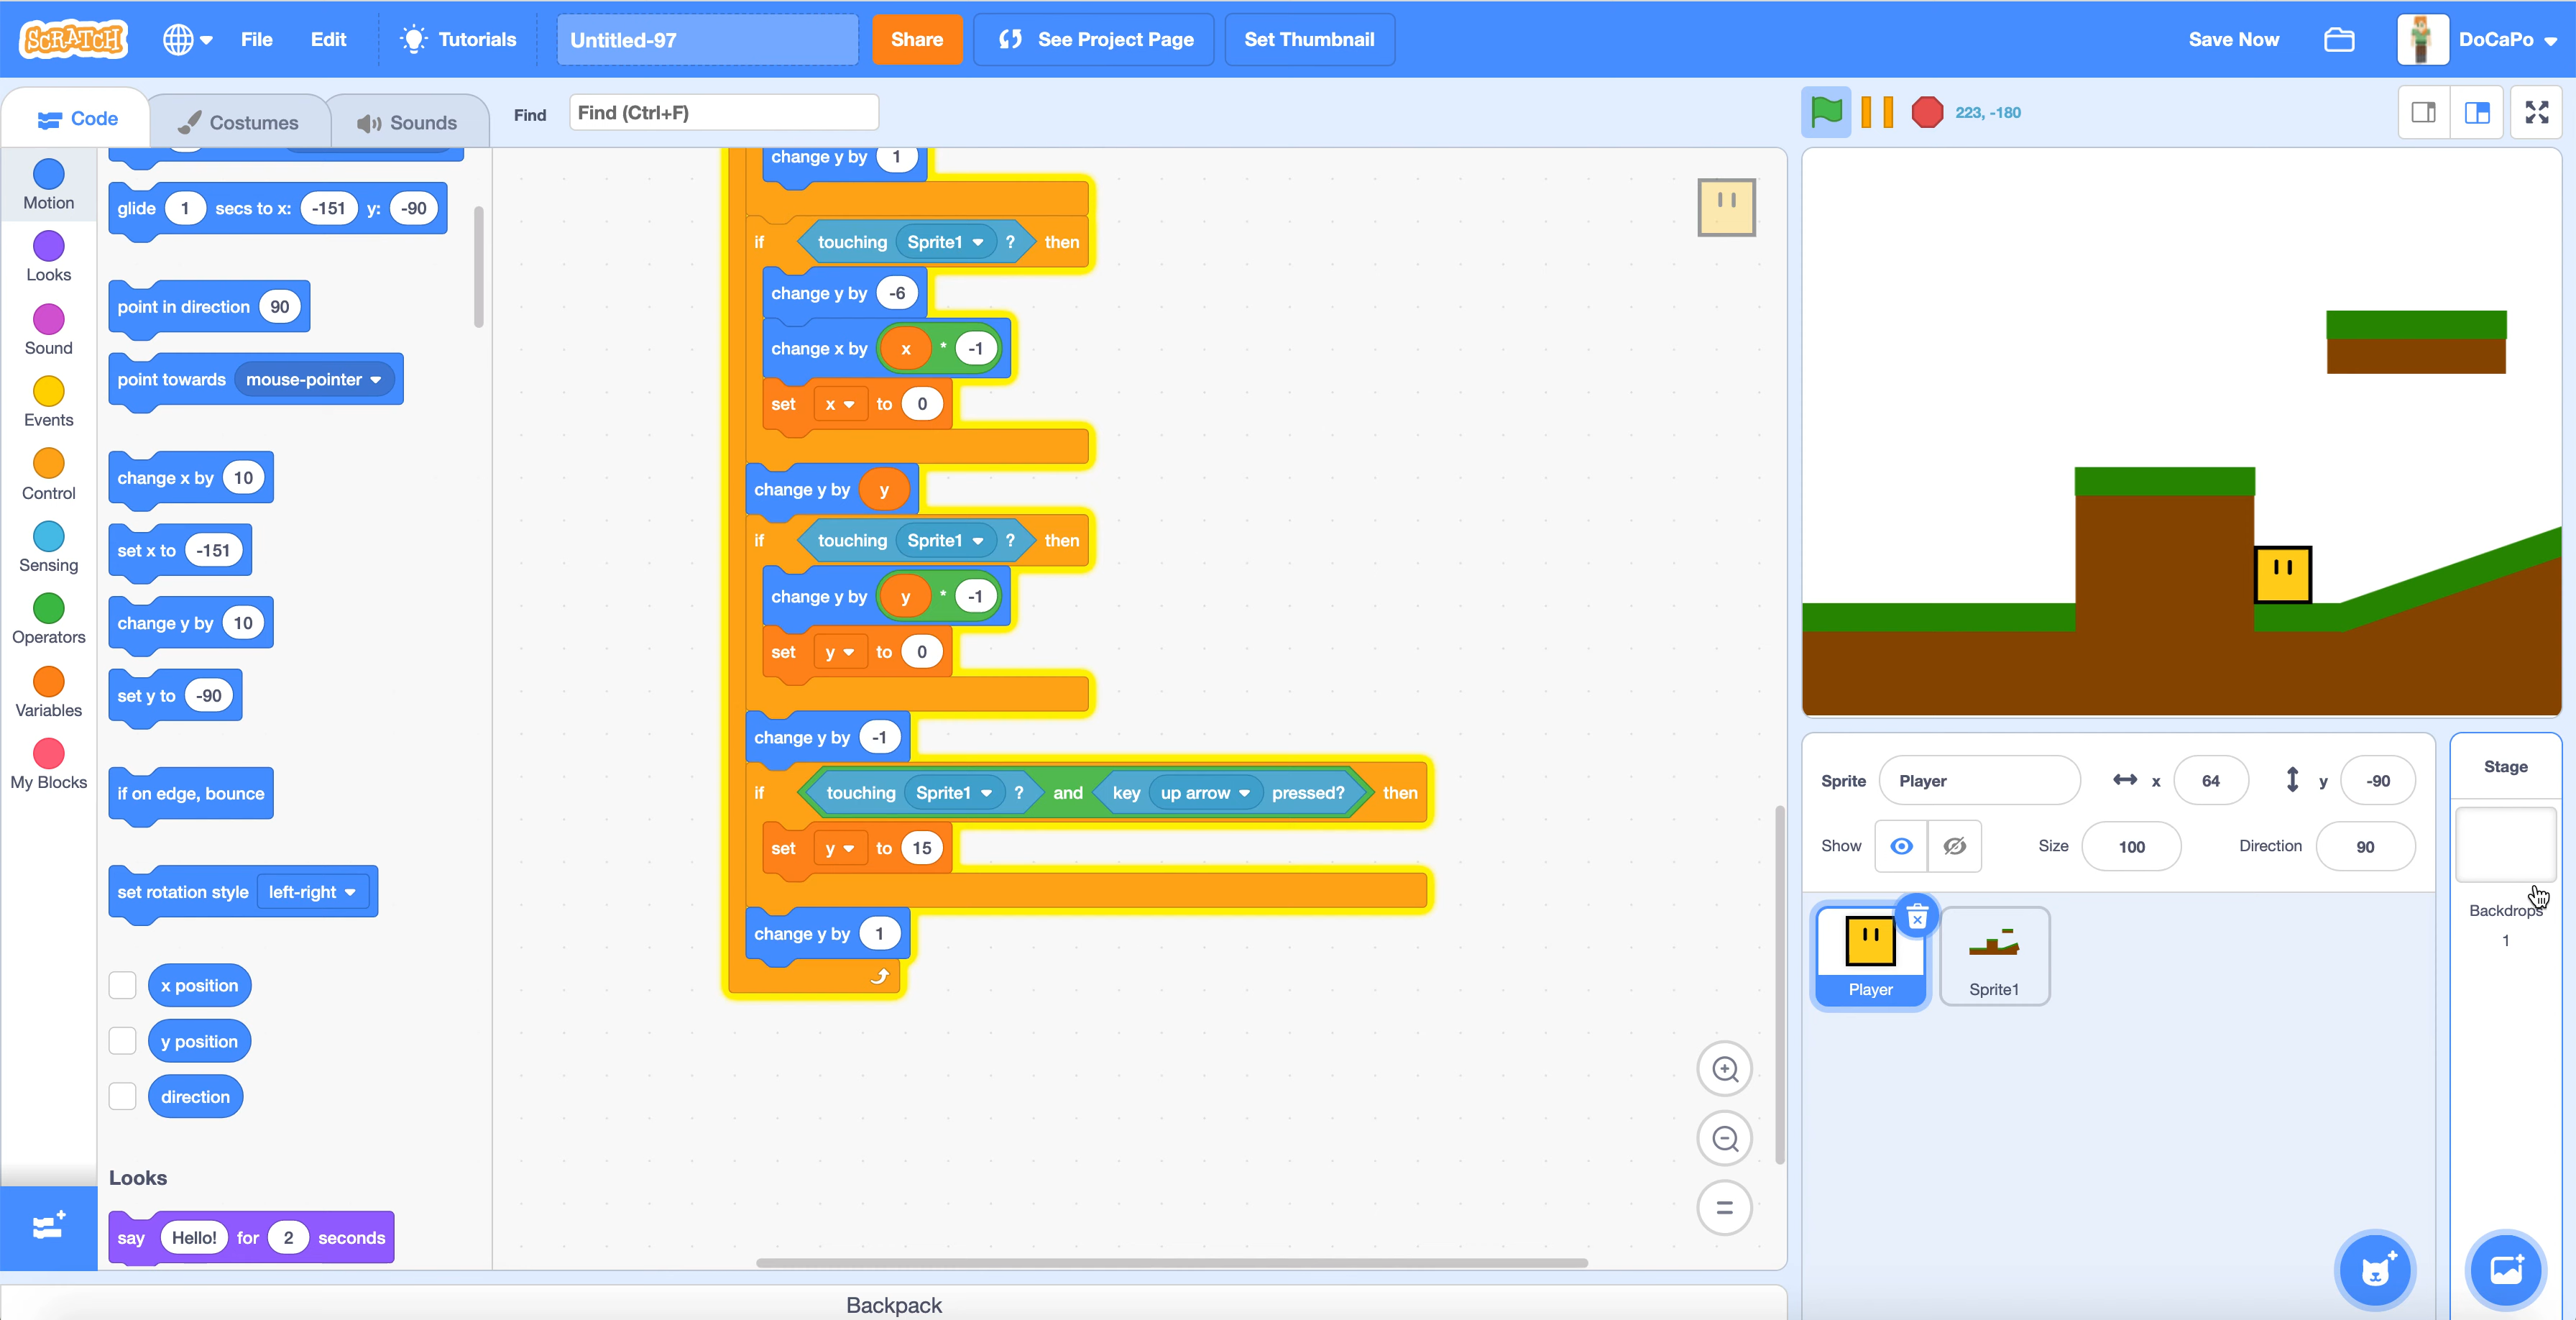 SCRATCH File Edit Tutorials Untitled-97 Share See Project Page Set Thumbnail Save Now DoCaPo
Code Costumes Sounds Find Find (Ctrl+F) 223, -180
Motion
Looks
Sound
Events
Control
Sensing
Operators
Variables
My Blocks
glide 1 secs to x: -151 y: -90
point in direction 90
point towards mouse-pointer
change x by 10
set x to -151
change y by 10
set y to -90
if on edge, bounce
set rotation style left-right
x position
y position
direction
Looks
say Hello! for 2 seconds
change y by 1
if touching Sprite1 ? then
change y by -6
change x by x * -1
set x to 0
change y by y
if touching Sprite1 ? then
change y by y * -1
set y to 0
change y by -1
if touching Sprite1 ? and key up arrow pressed? then
set y to 15
change y by 1
Backpack
Sprite Player x 64 y -90
Show Size 100 Direction 90
Player Sprite1
Stage
Backdrops
1